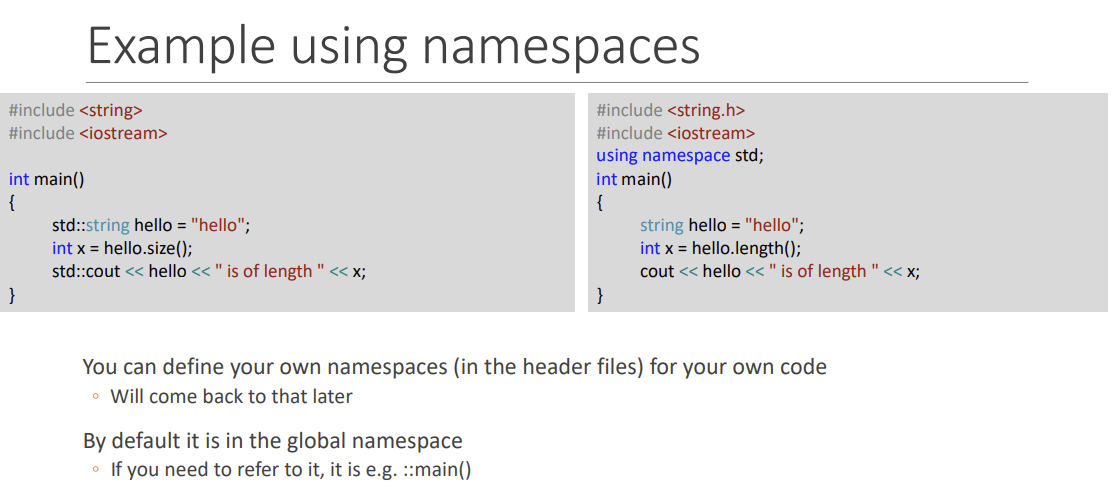 Example using namespaces
#include <string>
#include <iostream>
int main()
{
std::string hello = "hello";
int x = hello.size();
std::cout << hello << " is of length " << x;
}
#include <string.h>
#include <iostream>
using namespace std;
int main()
{
string hello = "hello";
int x = hello.length();
cout << hello << " is of length " << x;
}
You can define your own namespaces (in the header files) for your own code
◦ Will come back to that later
By default it is in the global namespace
◦ If you need to refer to it, it is e.g. ::main()